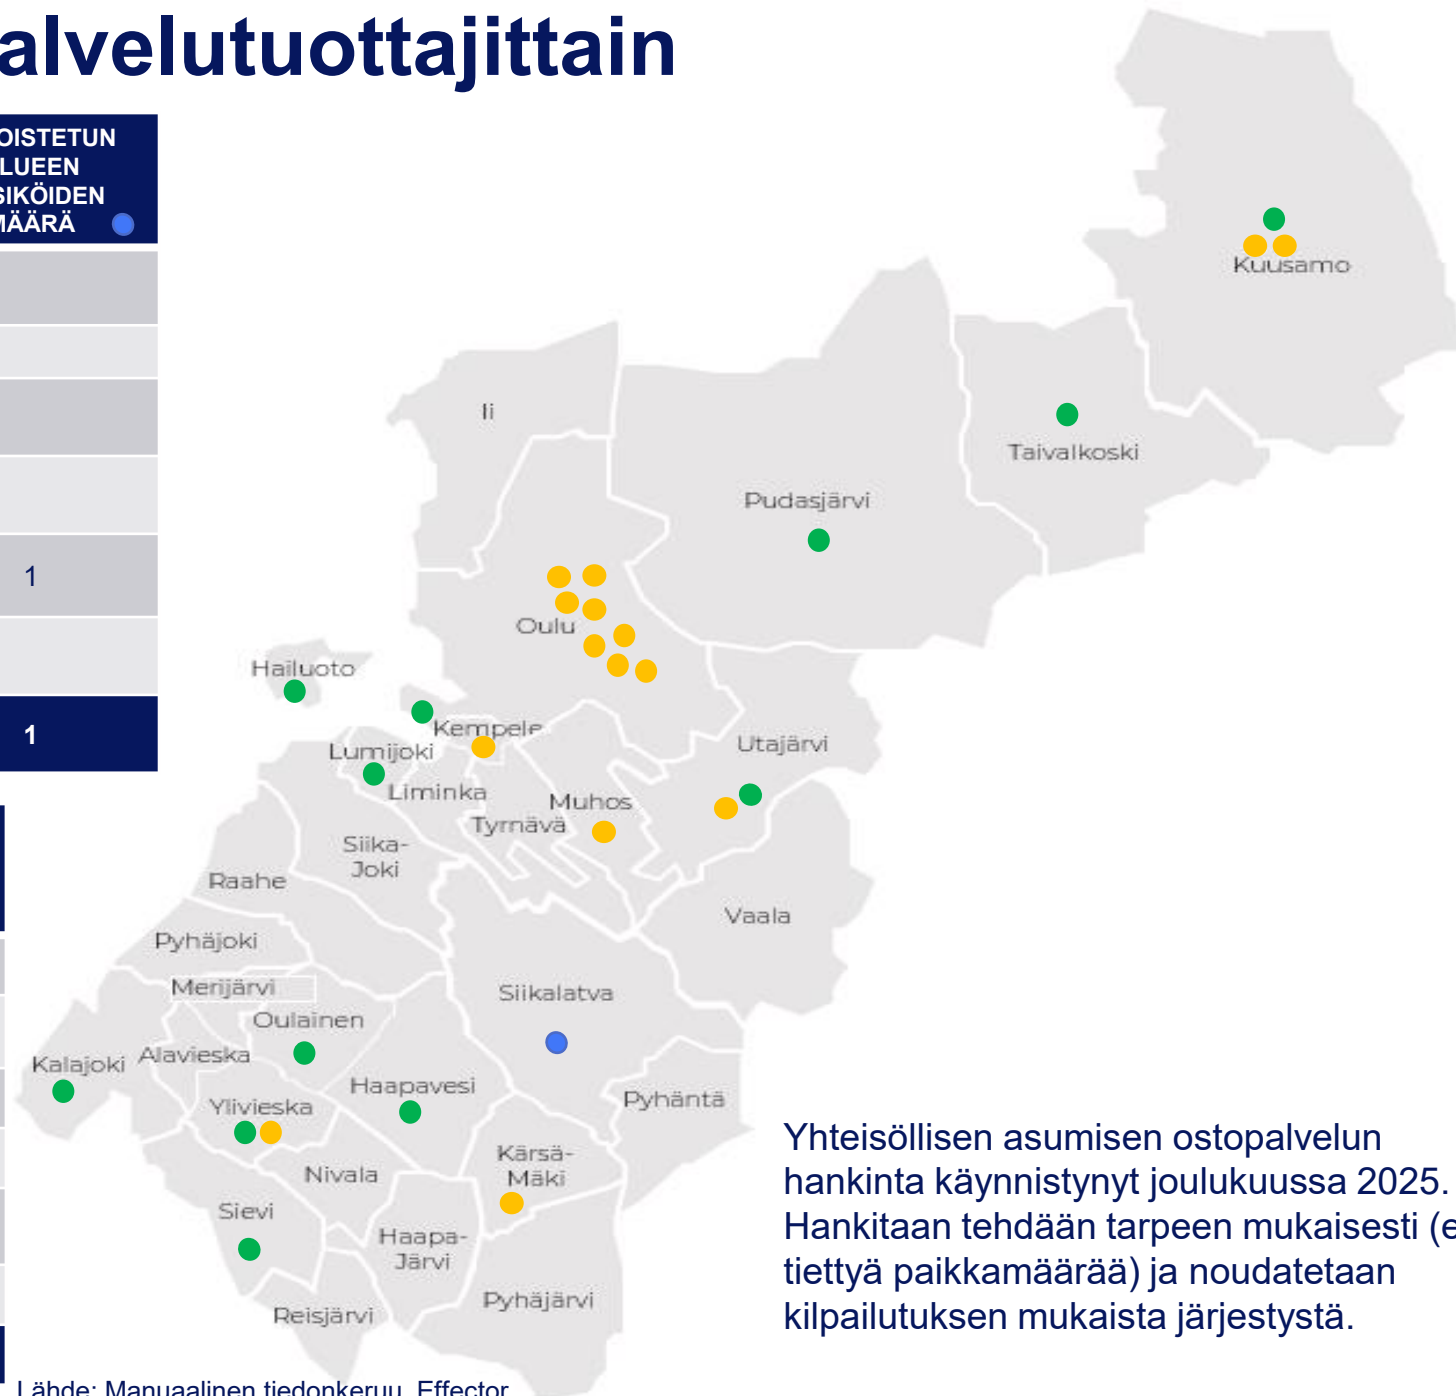 alvelutuottajittain
OISTETUN
LUEEN
SIKÖIDEN
MÄÄRÄ
1
1
Kuusamo
Ii
Taivalkoski
Pudasjärvi
Oulu
Hailuoto
Kempele
Lumijoki
Utajärvi
Liminka
Muhos
Tyrnävä
Siika-
Joki
Raahe
Vaala
Pyhäjoki
Merijärvi
Siikalatva
Oulainen
Alavieska
Kalajoki
Haapavesi
Ylivieska
Pyhäntä
Kärsä-
Mäki
Nivala
Sievi
Haapa-
Järvi
Pyhäjärvi
Reisjärvi
Yhteisöllisen asumisen ostopalvelun
hankinta käynnistynyt joulukuussa 2025.
Hankitaan tehdään tarpeen mukaisesti (e
tiettyä paikkamäärää) ja noudatetaan
kilpailutuksen mukaista järjestystä.
Lähde: Manuaalinen tiedonkeruu, Effector